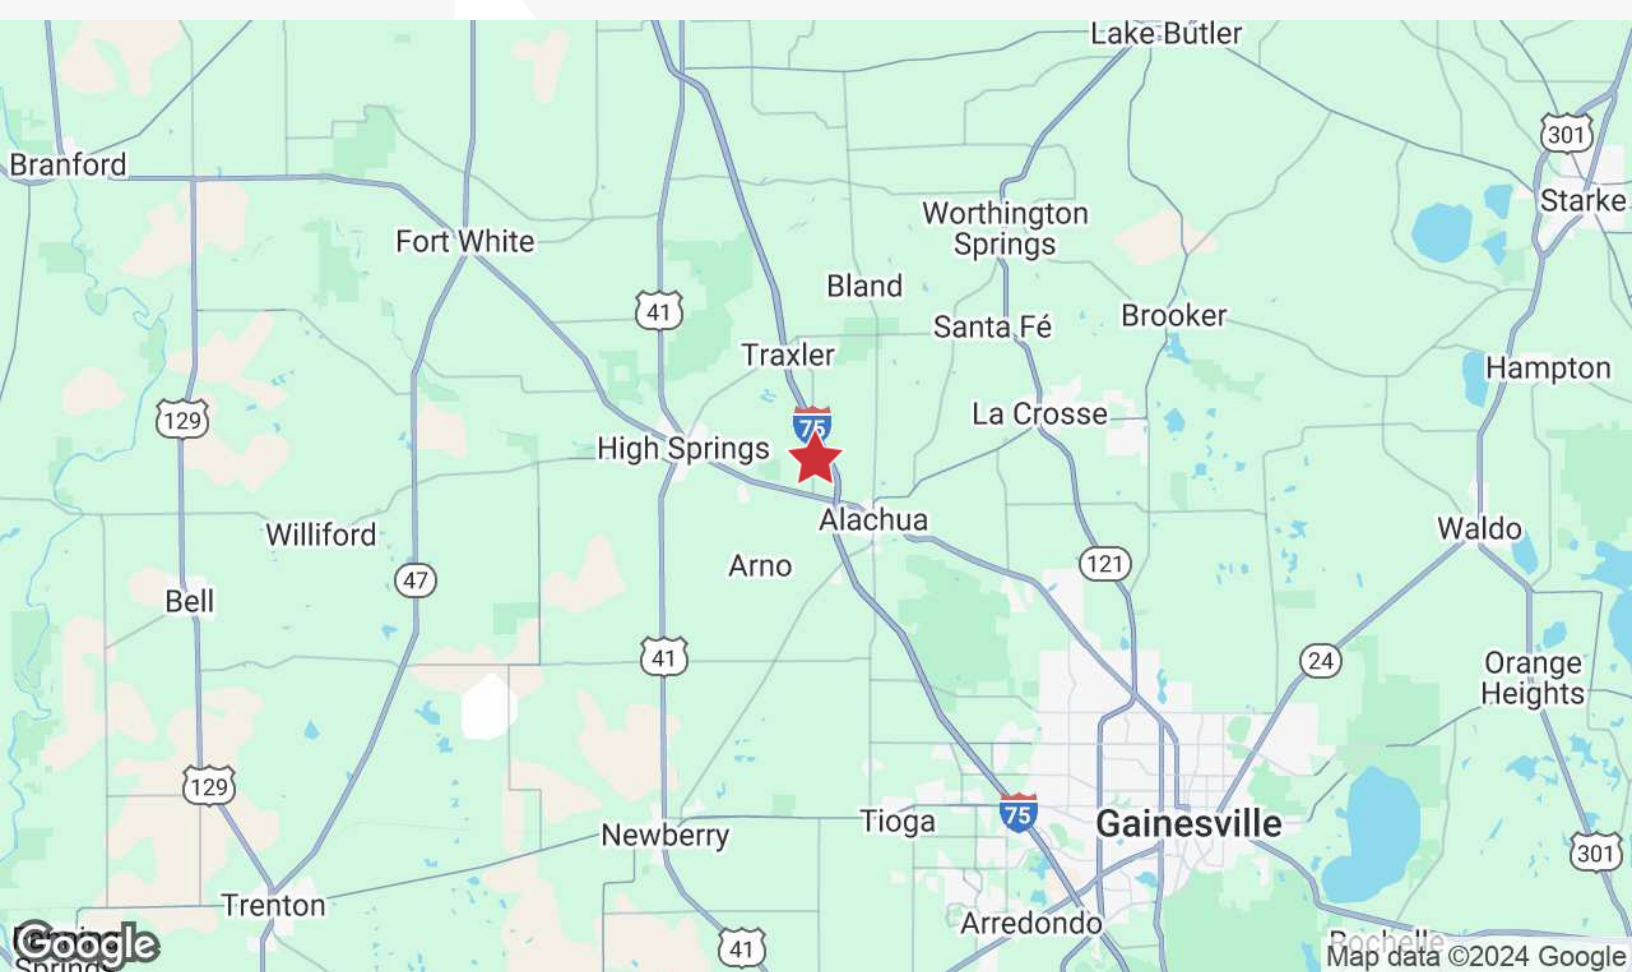 Lake Butler
301
Branford
Starke
Worthington
Springs
Fort White
Bland
41
Brooker
Santa Fé
Traxler
Hampton
129
La Crosse
75
High Springs
Alachua
Waldo
Williford
Arno
121
47
Bell
41
24
Orange
Heights
129
Tioga
75
Gainesville
Newberry
301
Trenton
Arredondo
41
Rochelle
Google
Springs
Map data ©2024 Google